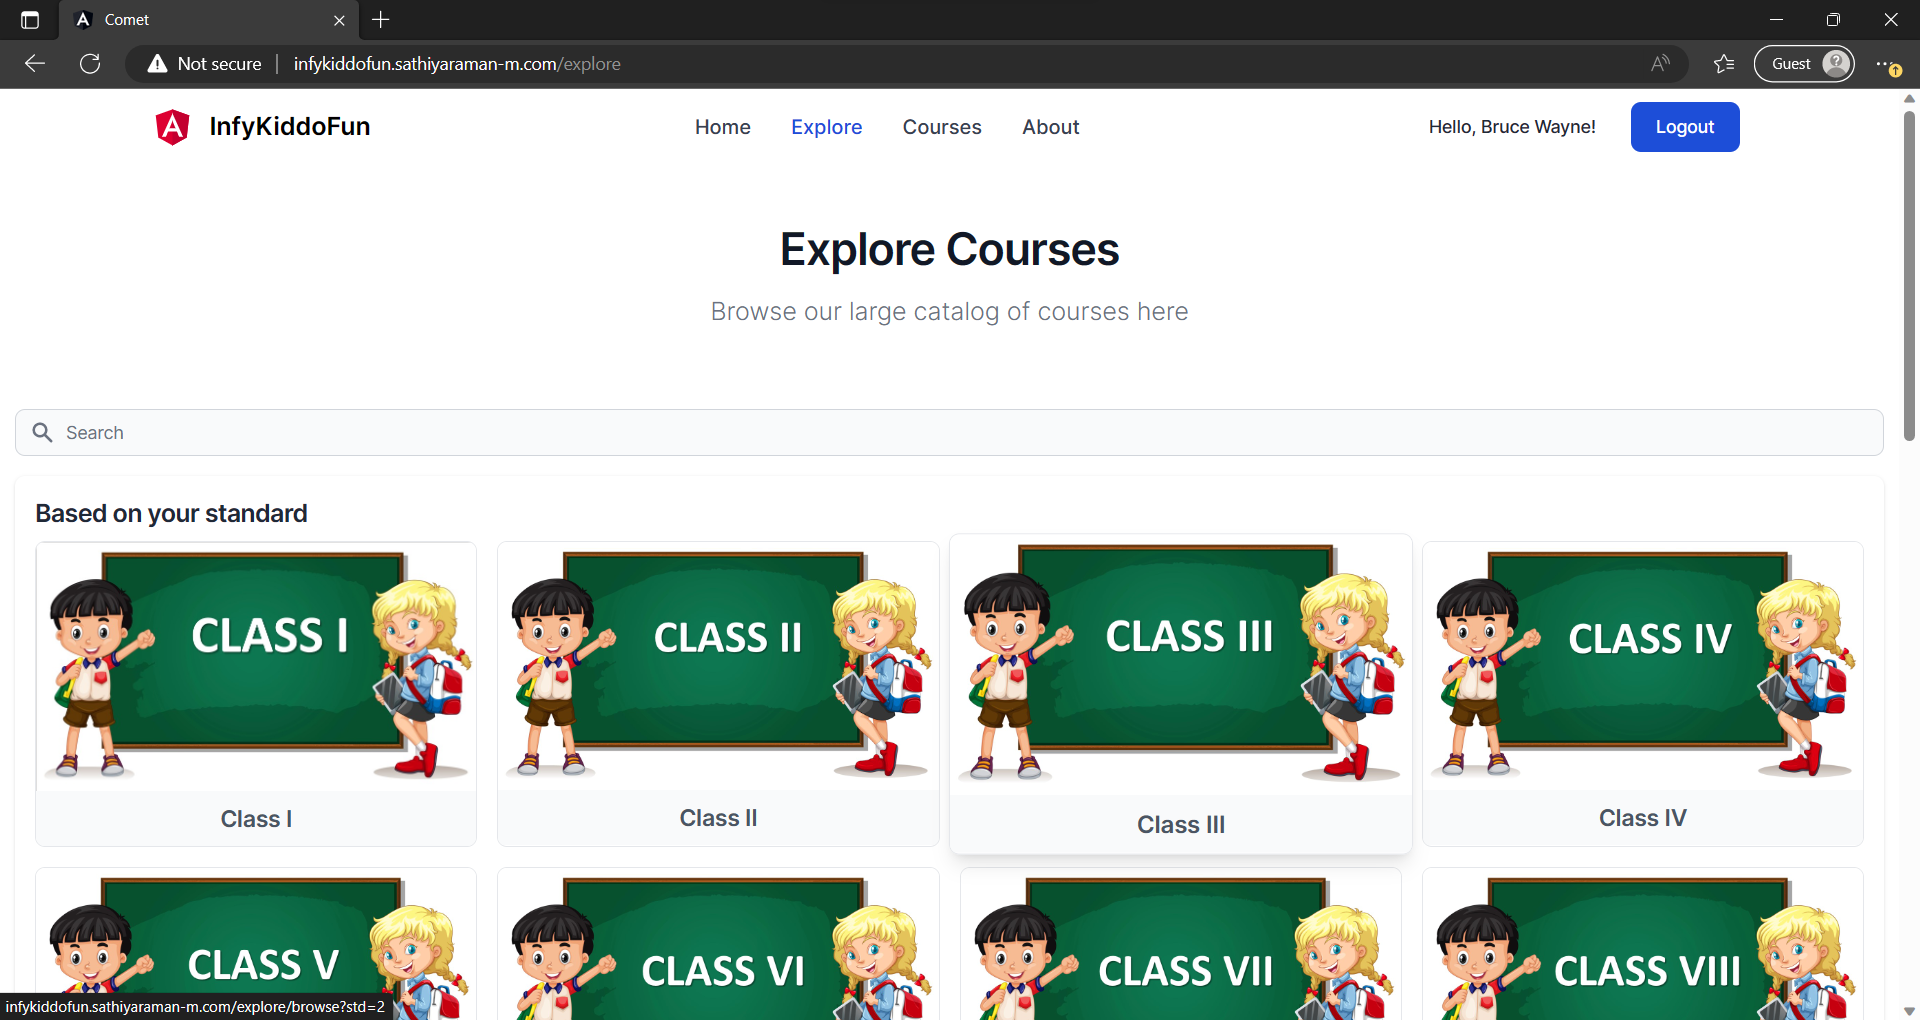 Comet
Not secure
infykiddofun.sathiyaraman-m.com/explore
Guest
InfyKiddoFun
Home
Explore
Courses
About
Hello, Bruce Wayne!
Logout
Explore Courses
Browse our large catalog of courses here
Search
Based on your standard
CLASS I
CLASS II
CLASS III
CLASS IV
Class I
Class II
Class III
Class IV
CLASS V
CLASS VI
CLASS VII
CLASS VIII
infykiddofun.sathiyaraman-m.com/explore/browse?std=2